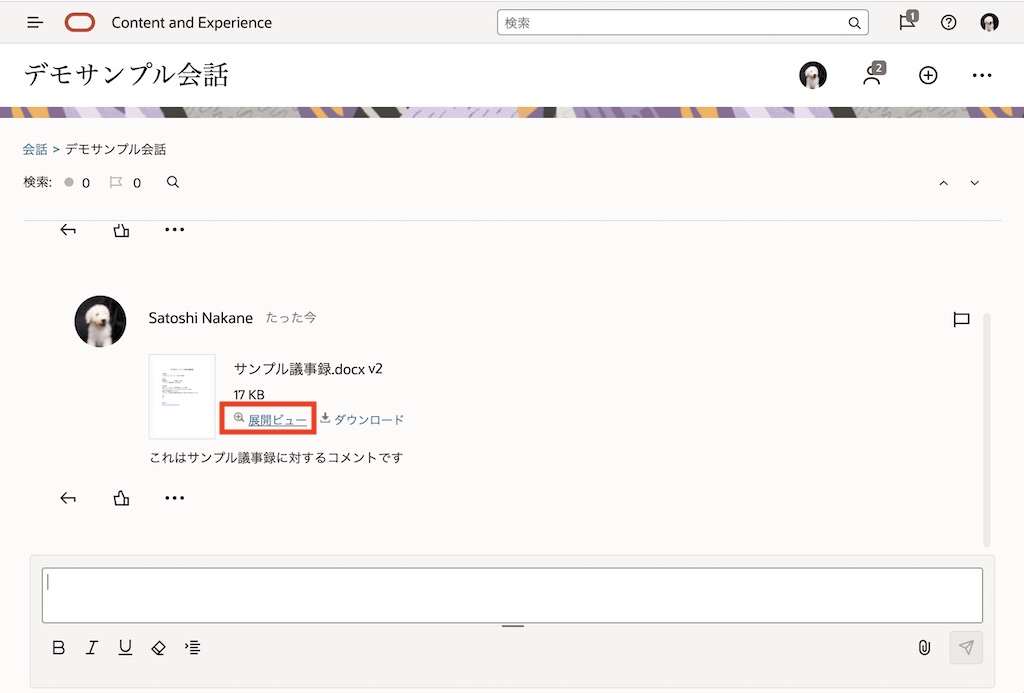 Content and Experience
検索
1
デモサンプル会話
2
会話 > デモサンプル会話
検索: 0 0
Satoshi Nakane たった今
サンプル議事録.docx v2
17 KB
展開ビュー ダウンロード
これはサンプル議事録に対するコメントです
B I U